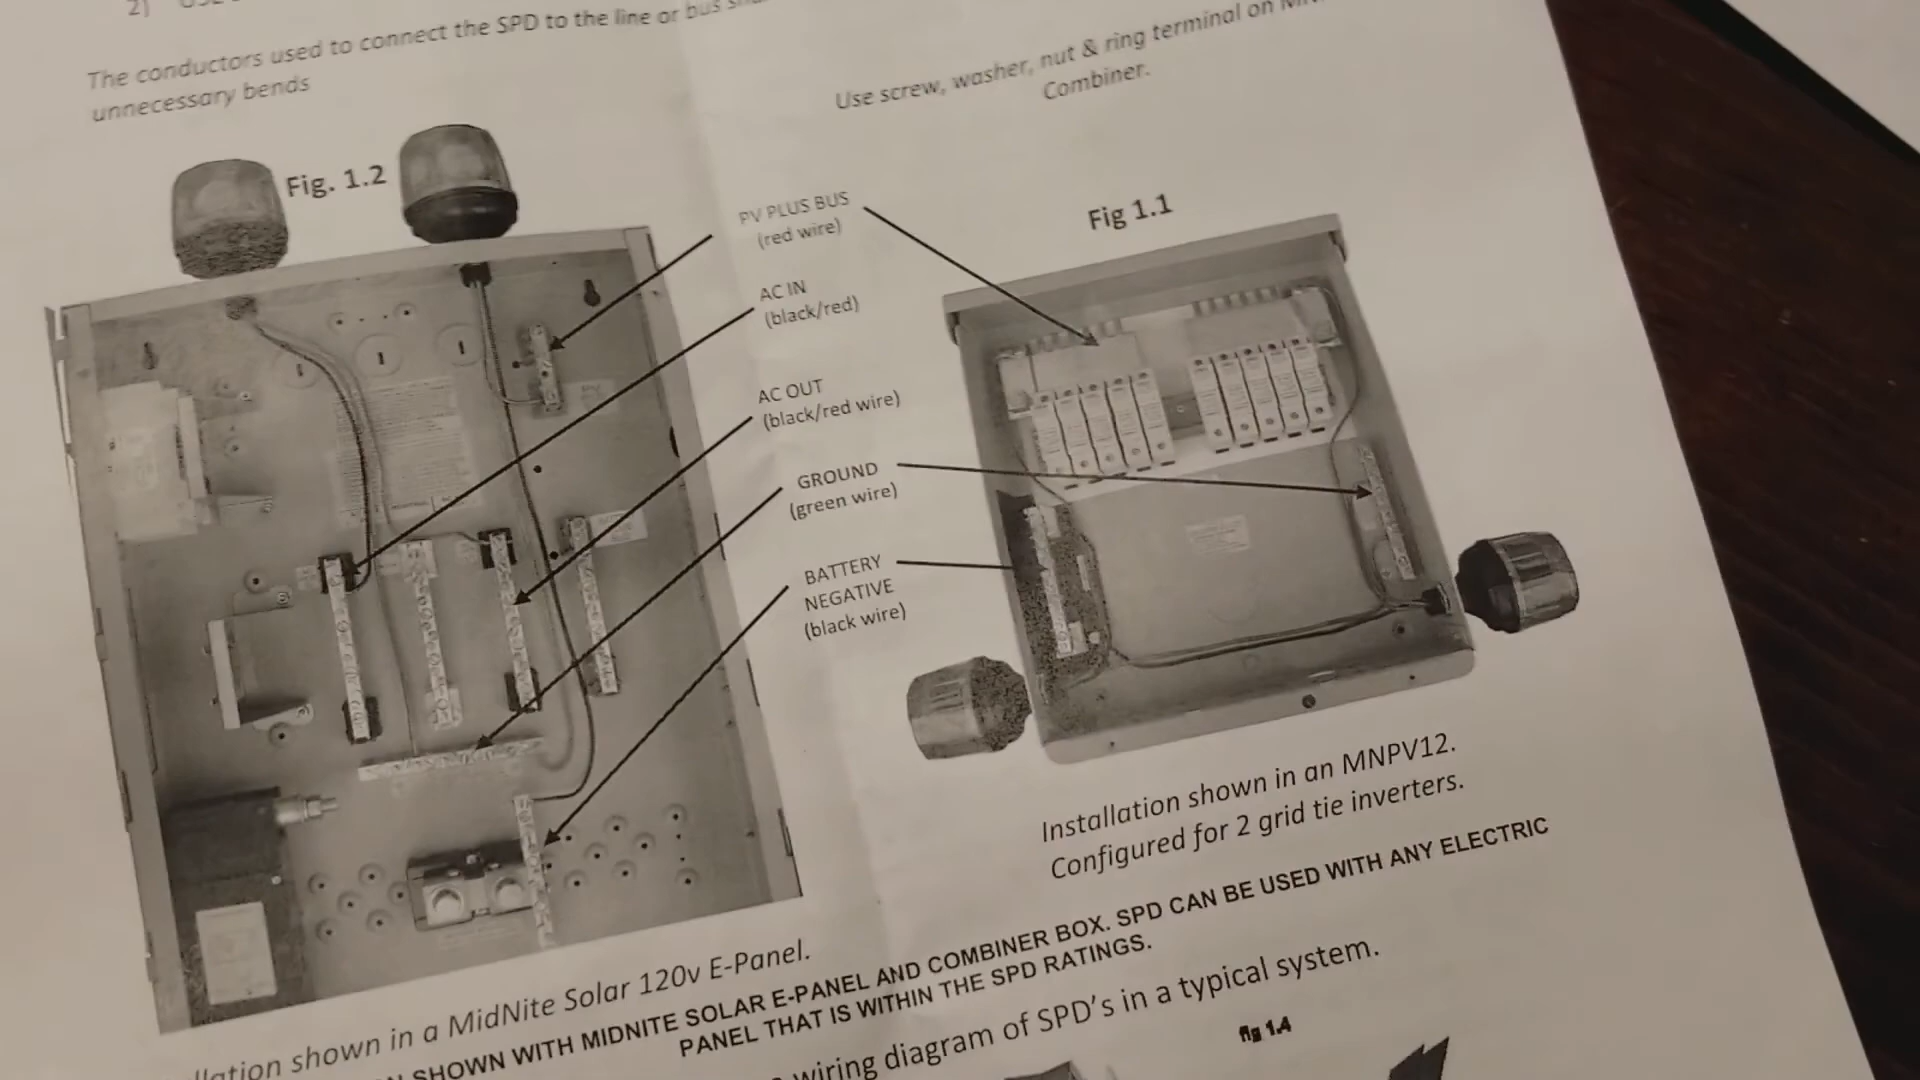 2)
The conductors used to connect the SPD to the line or bus
unnecessary bends
Use screw, washer, nut & ring terminal on
Combiner.
Fig. 1.2
PV PLUS BUS
(red wire)
AC IN
(black/red)
AC OUT
(black/red wire)
GROUND
(green wire)
BATTERY
NEGATIVE
(black wire)
Fig 1.1
Installation shown in an MNPV12.
Configured for 2 grid tie inverters.
shown in a MidNite Solar 120v E-Panel.
SHOWN WITH MIDNITE SOLAR E-PANEL AND COMBINER BOX. SPD CAN BE USED WITH ANY ELECTRIC
PANEL THAT IS WITHIN THE SPD RATINGS.
wiring diagram of SPD's in a typical system.
fig 1.4